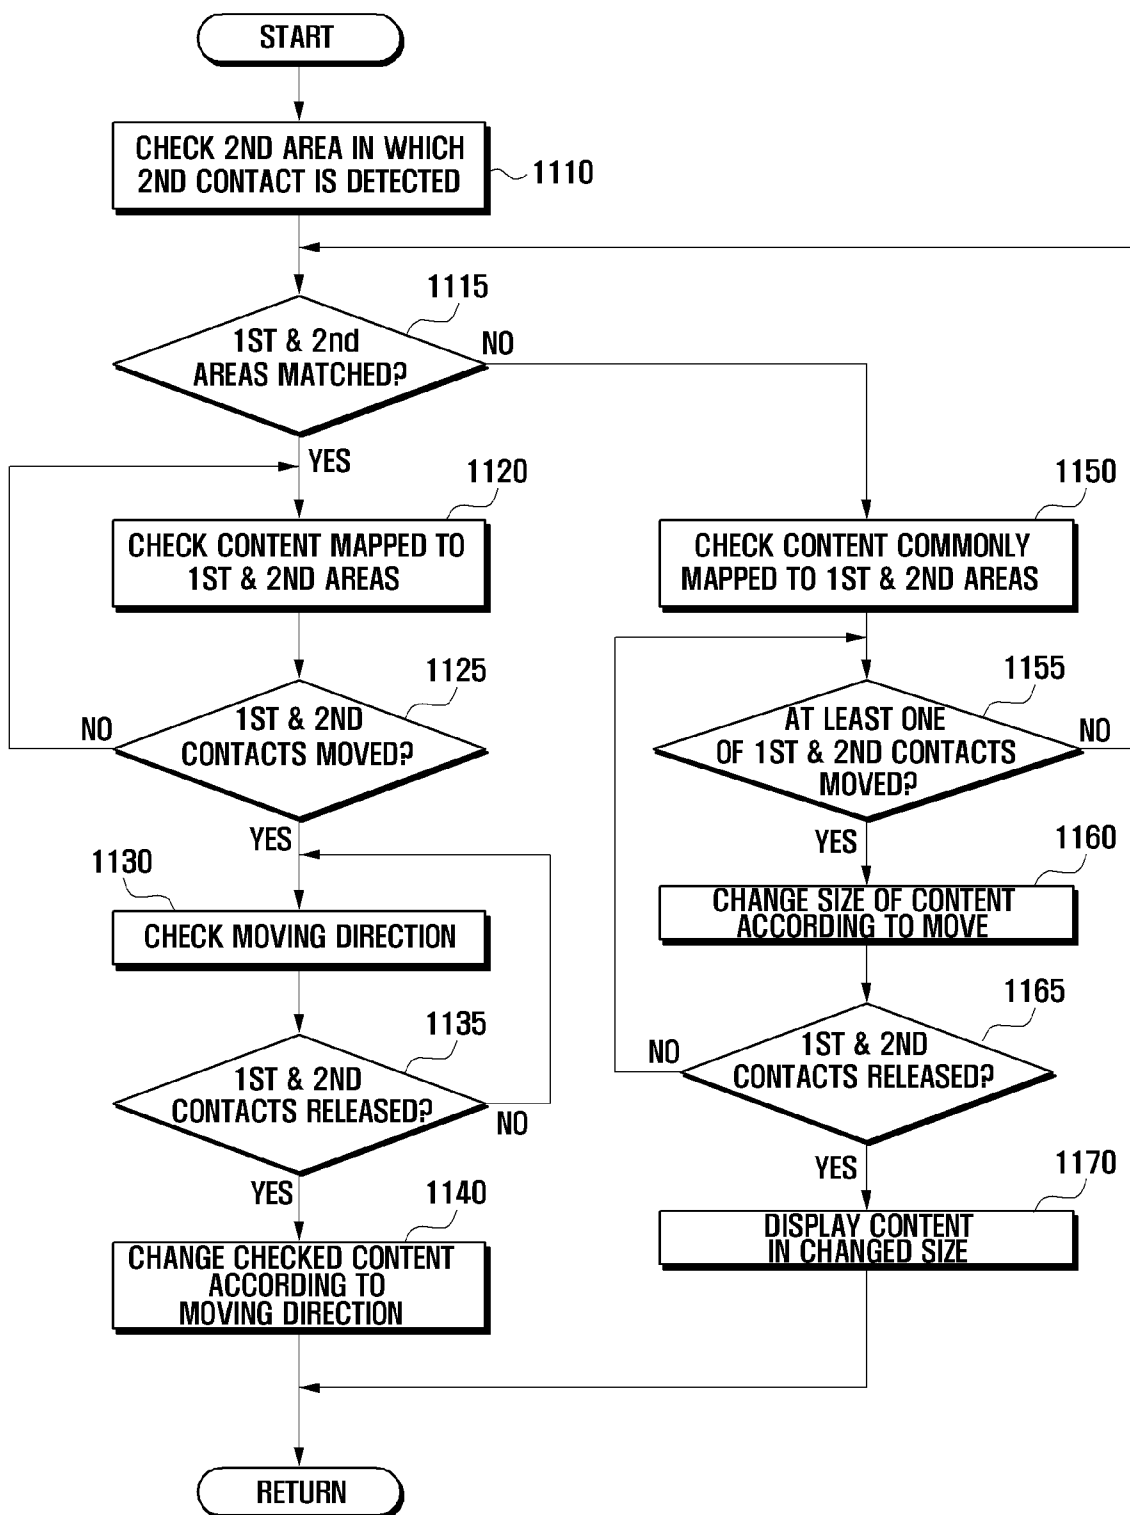 START
CHECK 2ND AREA IN WHICH
2ND CONTACT IS DETECTED
1110
1115
1ST & 2nd
AREAS MATCHED?
NO
YES
1120
CHECK CONTENT MAPPED TO
1ST & 2ND AREAS
1125
1ST & 2ND
CONTACTS MOVED?
NO
YES
1130
CHECK MOVING DIRECTION
1135
1ST & 2ND
CONTACTS RELEASED?
NO
YES
1140
CHANGE CHECKED CONTENT
ACCORDING TO
MOVING DIRECTION
1150
CHECK CONTENT COMMONLY
MAPPED TO 1ST & 2ND AREAS
1155
AT LEAST ONE
OF 1ST & 2ND CONTACTS
MOVED?
NO
YES
1160
CHANGE SIZE OF CONTENT
ACCORDING TO MOVE
1165
1ST & 2ND
CONTACTS RELEASED?
NO
YES
1170
DISPLAY CONTENT
IN CHANGED SIZE
RETURN